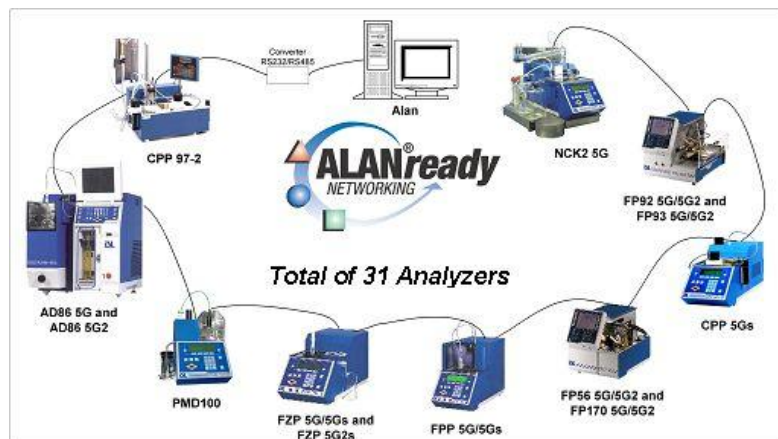 Converter
RS232/RS485
Alan
CPP 97-2
NCK2 5G
ALAN®ready
NETWORKING
FP92 5G/5G2 and
FP93 5G/5G2
Total of 31 Analyzers
AD86 5G and
AD86 5G2
CPP 5Gs
PMD100
FZP 5G/5Gs and
FZP 5G2s
FPP 5G/5Gs
FP56 5G/5G2 and
FP170 5G/5G2